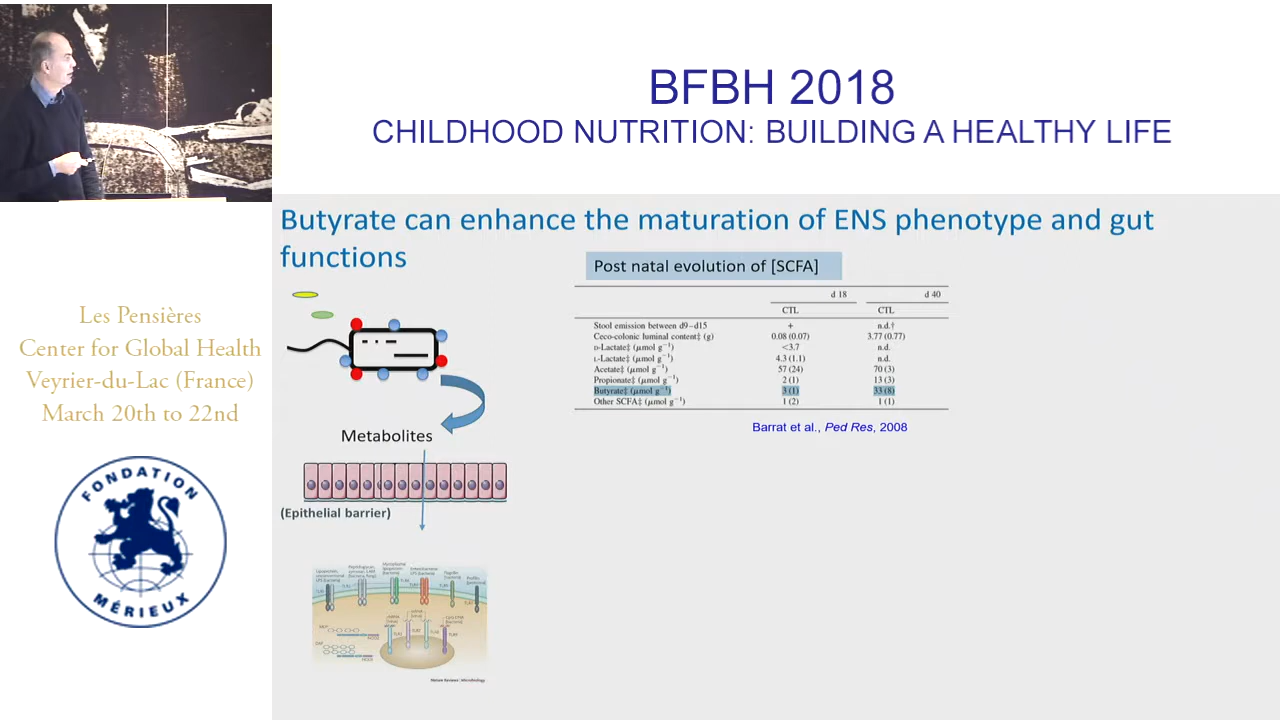 BFBH 2018
CHILDHOOD NUTRITION: BUILDING A HEALTHY LIFE
Les Pensières
Center for Global Health
Veyrier-du-Lac (France)
March 20th to 22nd
FONDATION
MÉRIEUX
Butyrate can enhance the maturation of ENS phenotype and gut
functions
Post natal evolution of [SCFA]
d 18 d 40
CTL CTL
Stool emission between d9–d15 + n.d.†
Ceco-colonic luminal content‡ (g) 0.08 (0.07) 3.77 (0.77)
D-Lactate‡ (μmol g⁻¹) <3.7 n.d.
L-Lactate‡ (μmol g⁻¹) 4.3 (1.1) n.d.
Acetate‡ (μmol g⁻¹) 57 (24) 70 (3)
Propionate‡ (μmol g⁻¹) 2 (1) 13 (3)
Butyrate‡ (μmol g⁻¹) 3 (1) 33 (8)
Other SCFA‡ (μmol g⁻¹) 1 (2) 1 (1)
Barrat et al., Ped Res, 2008
Metabolites
(Epithelial barrier)
Nature Reviews | Microbiology